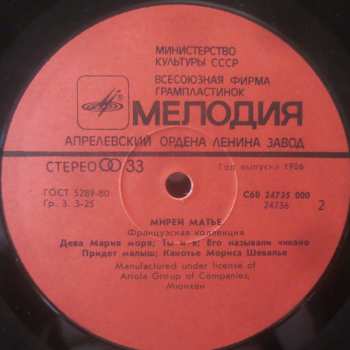 МИНИСТЕРСТВО
КУЛЬТУРЫ СССР
ВСЕСОЮЗНАЯ ФИРМА
ГРАМПЛАСТИНОК
МЕЛОДИЯ
АПРЕЛЕВСКИЙ ОРДЕНА ЛЕНИНА ЗАВОД
СТЕРЕО 33
Год выпуска 1986
ГОСТ 5289-80
С60 24735 000
Гр. 3. 3-25
24736
2
МИРЕЙ МАТЬЕ
Французская коллекция
Дева Мария моря; Ты и я; Его называли чикано
Придет малыш; Канотье Мориса Шевалье
Manufactured under license of
Ariola Group of Companies,
Мюнхен